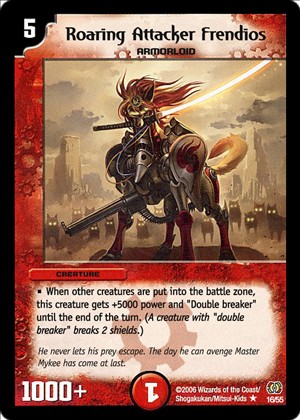 5
Roaring Attacker Frendios
ARMORLOID
CREATURE
▪ When other creatures are put into the battle zone,
this creature gets +5000 power and "Double breaker"
until the end of the turn. (A creature with "double
breaker" breaks 2 shields.)
He never lets his prey escape. The day he can avenge Master
Mykee has come at last.
1000+
1
©2006 Wizards of the Coast/
Shogakukan/Mitsui-Kids ★ 16/55